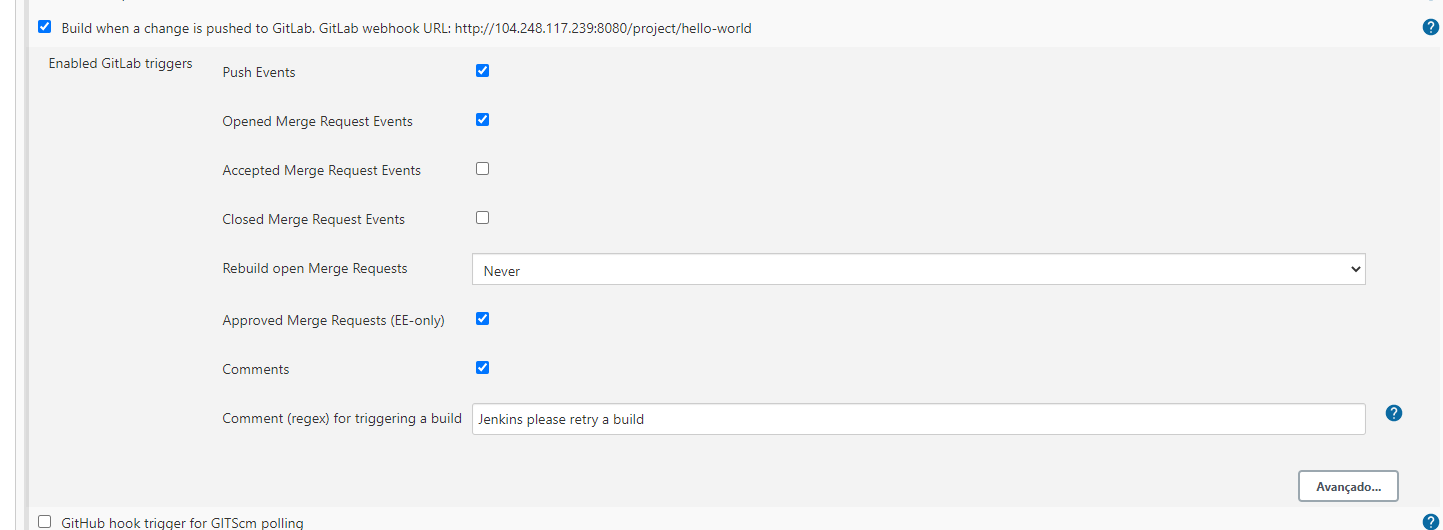 Build when a change is pushed to GitLab. GitLab webhook URL: http://104.248.117.239:8080/project/hello-world
Enabled GitLab triggers
Push Events
Opened Merge Request Events
Accepted Merge Request Events
Closed Merge Request Events
Rebuild open Merge Requests
Never
Approved Merge Requests (EE-only)
Comments
Comment (regex) for triggering a build
Jenkins please retry a build
Avançado...
GitHub hook trigger for GITScm polling